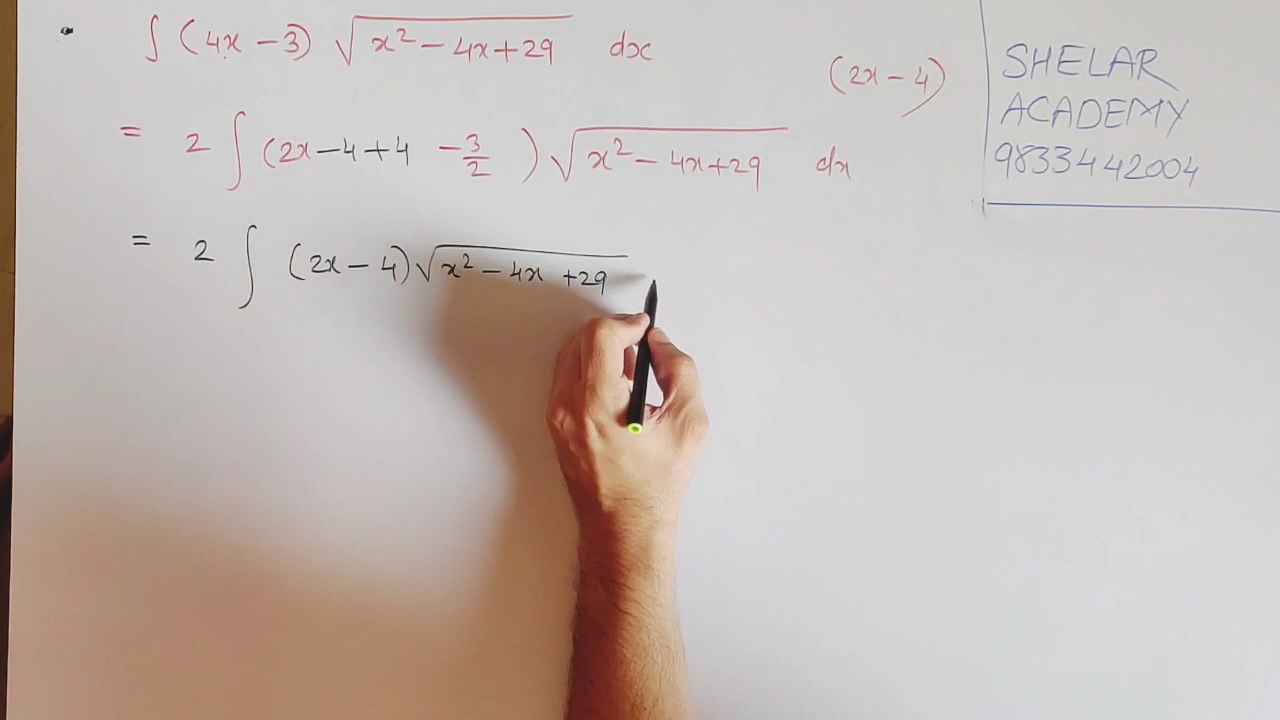 ∫ (4x − 3) √(x² − 4x + 29) dx
(2x − 4)
= 2 ∫ (2x − 4 + 4 − 3/2 ) √(x² − 4x + 29) dx
= 2 ∫ (2x − 4) √(x² − 4x + 29)
SHELAR
ACADEMY
9833442004